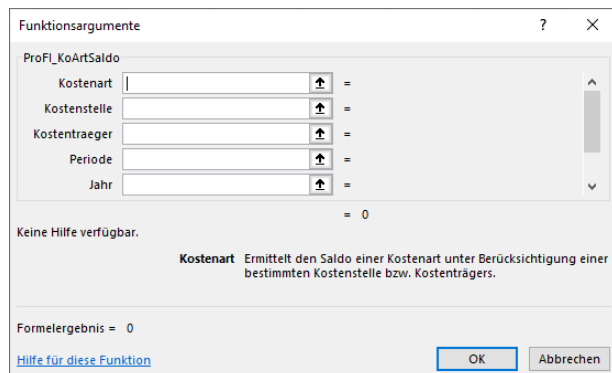 Funktionsargumente ? ×
ProFI_KoArtSaldo
Kostenart =
Kostenstelle =
Kostentraeger =
Periode =
Jahr =
= 0
Keine Hilfe verfügbar.
Kostenart Ermittelt den Saldo einer Kostenart unter Berücksichtigung einer
bestimmten Kostenstelle bzw. Kostenträgers.
Formelergebnis = 0
Hilfe für diese Funktion OK Abbrechen